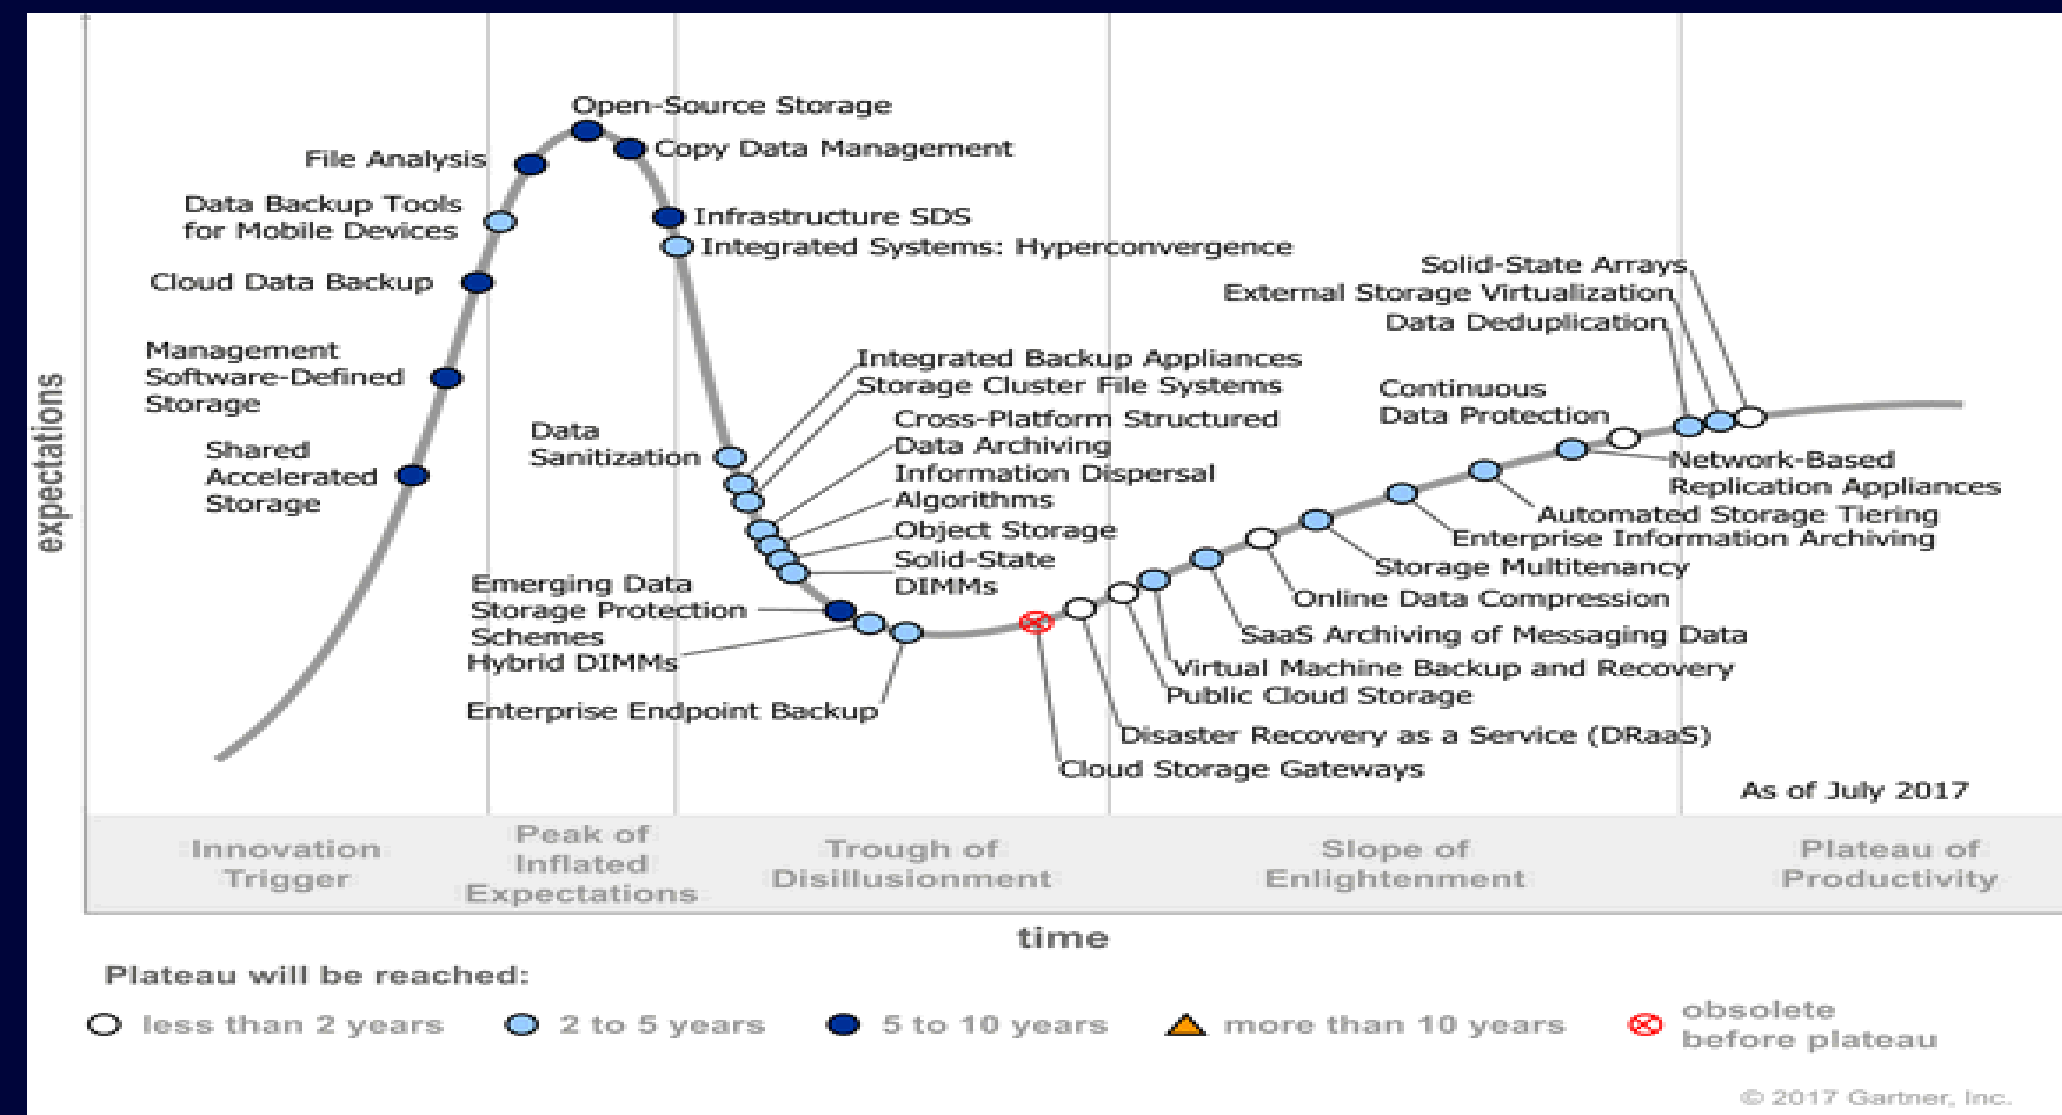 Open-Source Storage
File Analysis
Copy Data Management
Data Backup Tools
for Mobile Devices
Infrastructure SDS
Integrated Systems: Hyperconvergence
Cloud Data Backup
Solid-State Arrays
External Storage Virtualization
Data Deduplication
Management
Software-Defined
Storage
Integrated Backup Appliances
Storage Cluster File Systems
Continuous
Data Protection
Cross-Platform Structured
Data Archiving
Data
Sanitization
Shared
Accelerated
Storage
Information Dispersal
Algorithms
Network-Based
Replication Appliances
Automated Storage Tiering
Object Storage
Enterprise Information Archiving
Solid-State
DIMMs
Storage Multitenancy
Emerging Data
Storage Protection
Schemes
Online Data Compression
Hybrid DIMMs
SaaS Archiving of Messaging Data
Virtual Machine Backup and Recovery
Public Cloud Storage
Enterprise Endpoint Backup
Disaster Recovery as a Service (DRaaS)
Cloud Storage Gateways
As of July 2017
expectations
Innovation
Trigger
Peak of
Inflated
Expectations
Trough of
Disillusionment
Slope of
Enlightenment
Plateau of
Productivity
time
Plateau will be reached:
less than 2 years
2 to 5 years
5 to 10 years
more than 10 years
obsolete
before plateau
© 2017 Gartner, Inc.